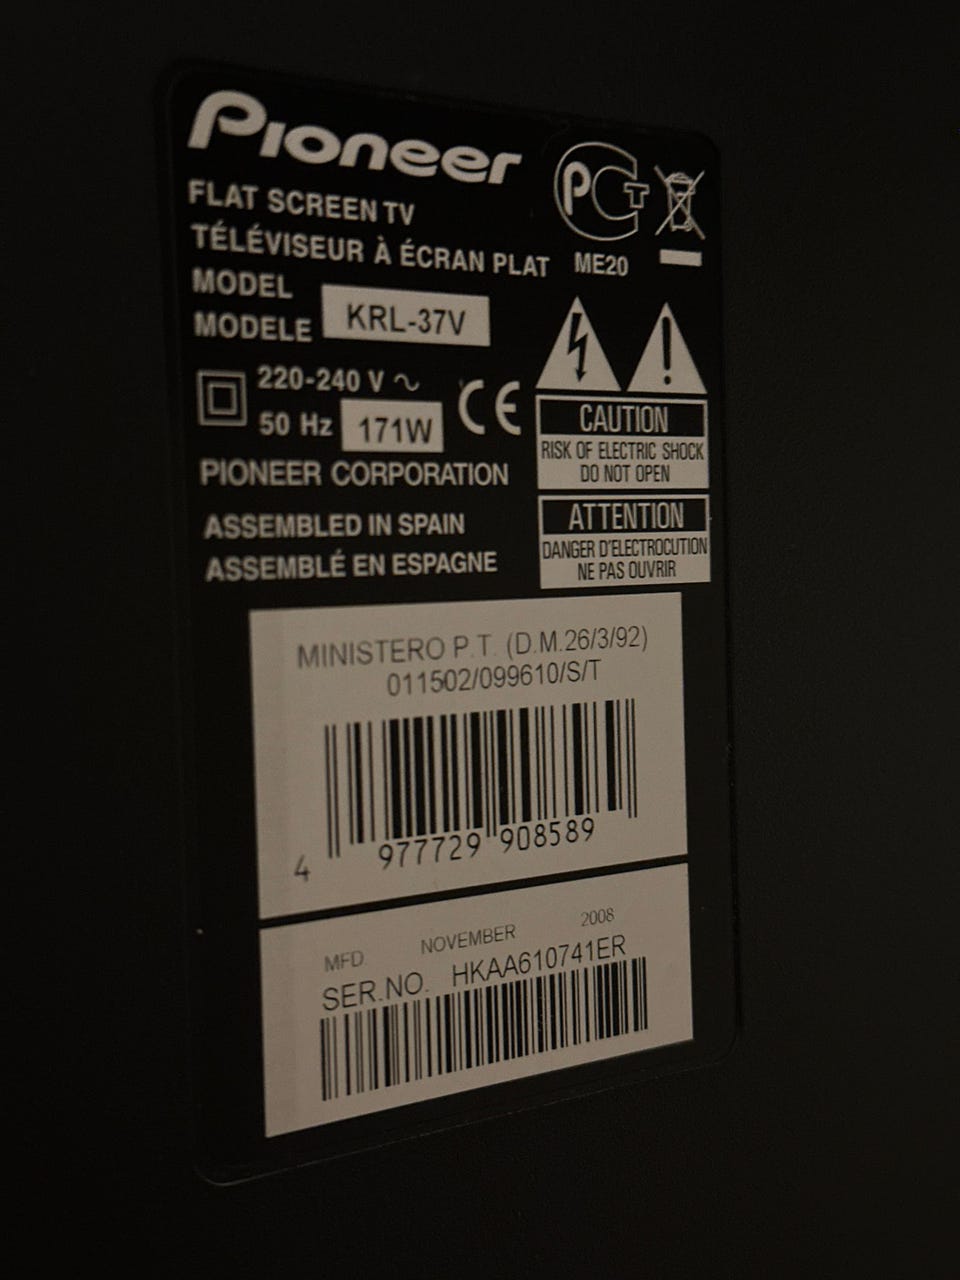 Pioneer
FLAT SCREEN TV
TÉLÉVISEUR À ÉCRAN PLAT
PCT
ME20
MODEL
MODELE
KRL-37V
220-240 V ~
50 Hz 171W
CE
PIONEER CORPORATION
ASSEMBLED IN SPAIN
ASSEMBLÉ EN ESPAGNE
CAUTION
RISK OF ELECTRIC SHOCK
DO NOT OPEN
ATTENTION
DANGER D'ELECTROCUTION
NE PAS OUVRIR
MINISTERO P.T. (D.M.26/3/92)
011502/099610/S/T
4 977729 908589
MFD. NOVEMBER 2008
SER.NO. HKAA610741ER